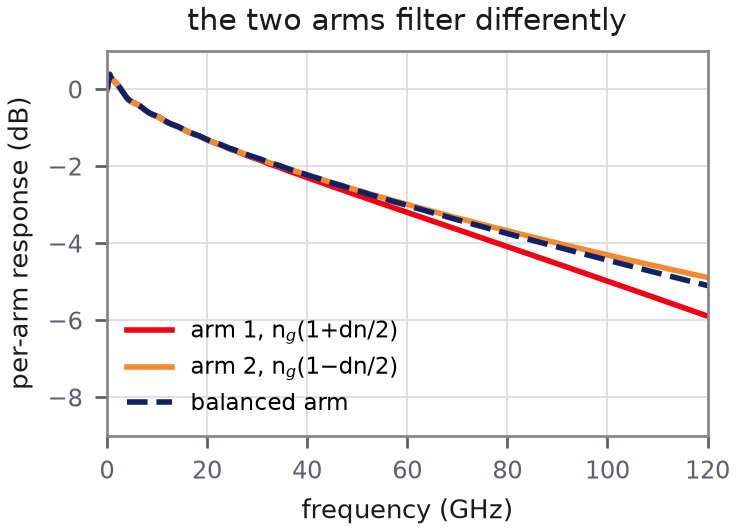 the two arms filter differently
per-arm response (dB)
0
−2
−4
−6
−8
arm 1, n_g(1+dn/2)
arm 2, n_g(1−dn/2)
balanced arm
0 20 40 60 80 100 120
frequency (GHz)